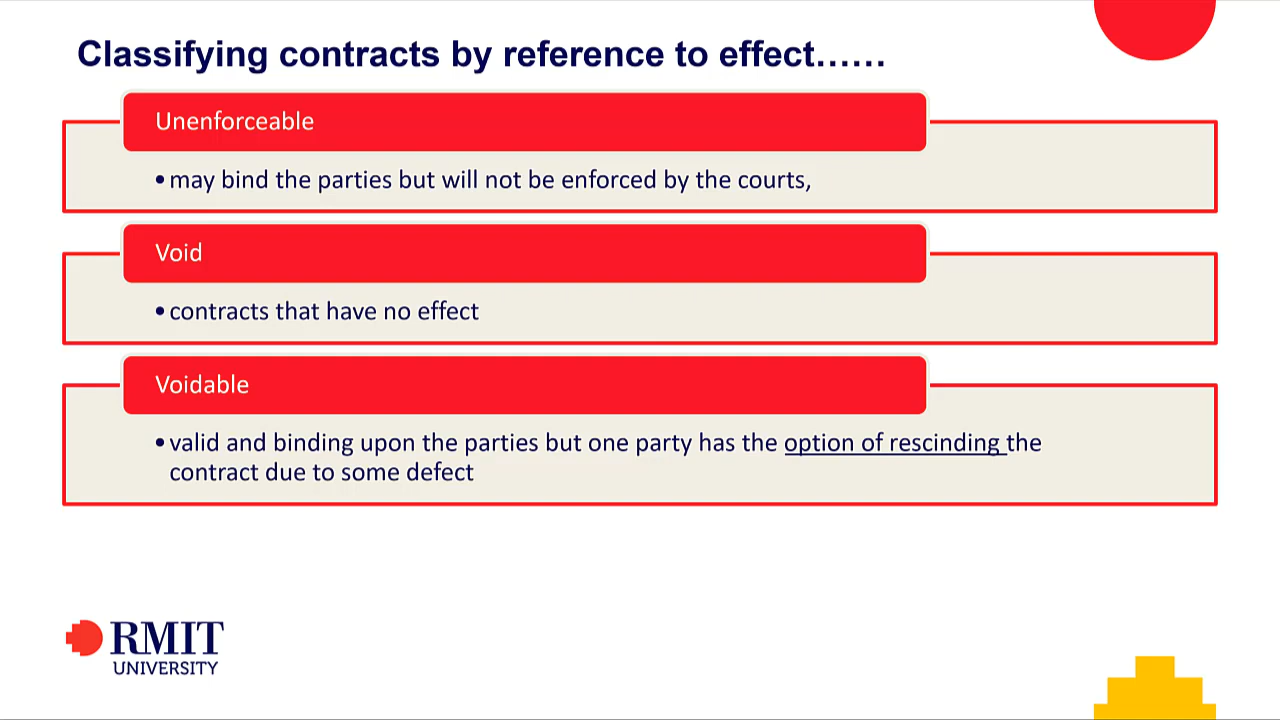 Classifying contracts by reference to effect……
Unenforceable
•may bind the parties but will not be enforced by the courts,
Void
•contracts that have no effect
Voidable
•valid and binding upon the parties but one party has the option of rescinding the
contract due to some defect
RMIT
UNIVERSITY